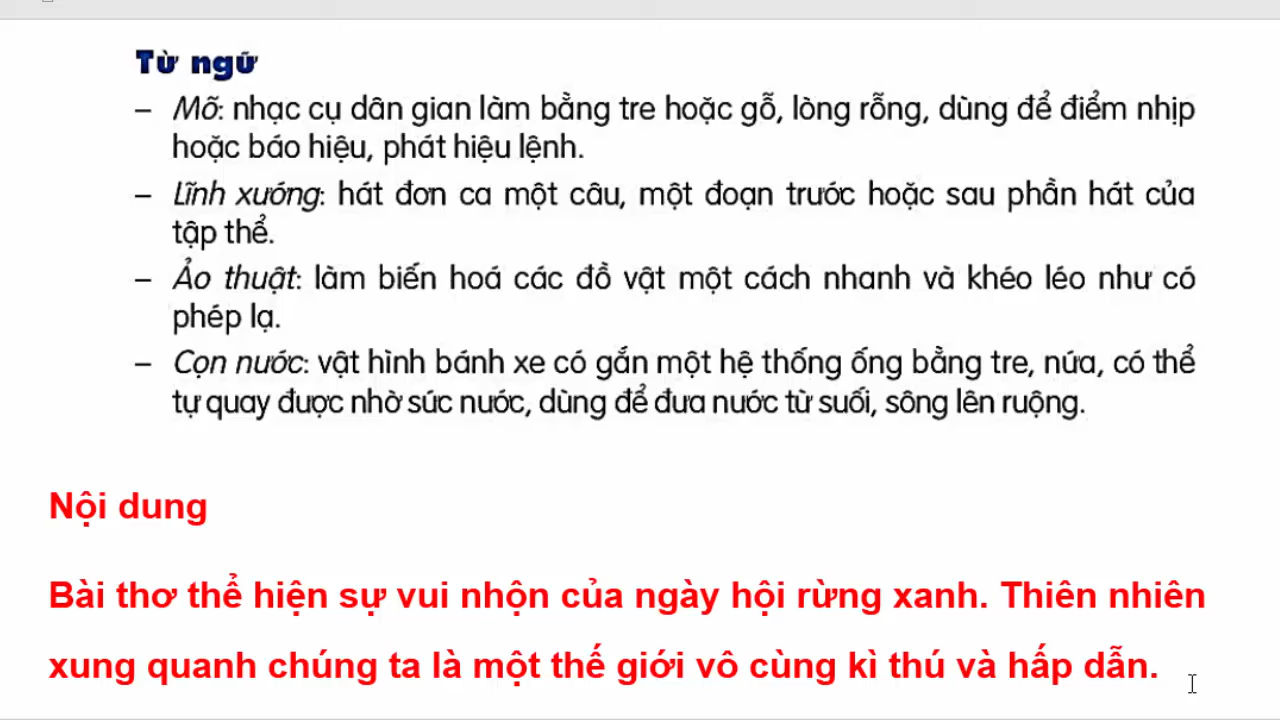 Từ ngữ
– Mõ: nhạc cụ dân gian làm bằng tre hoặc gỗ, lòng rỗng, dùng để điểm nhịp
hoặc báo hiệu, phát hiệu lệnh.
– Lĩnh xướng: hát đơn ca một câu, một đoạn trước hoặc sau phần hát của
tập thể.
– Ảo thuật: làm biến hoá các đồ vật một cách nhanh và khéo léo như có
phép lạ.
– Cọn nước: vật hình bánh xe có gắn một hệ thống ống bằng tre, nứa, có thể
tự quay được nhờ sức nước, dùng để đưa nước từ suối, sông lên ruộng.
Nội dung
Bài thơ thể hiện sự vui nhộn của ngày hội rừng xanh. Thiên nhiên
xung quanh chúng ta là một thế giới vô cùng kì thú và hấp dẫn.